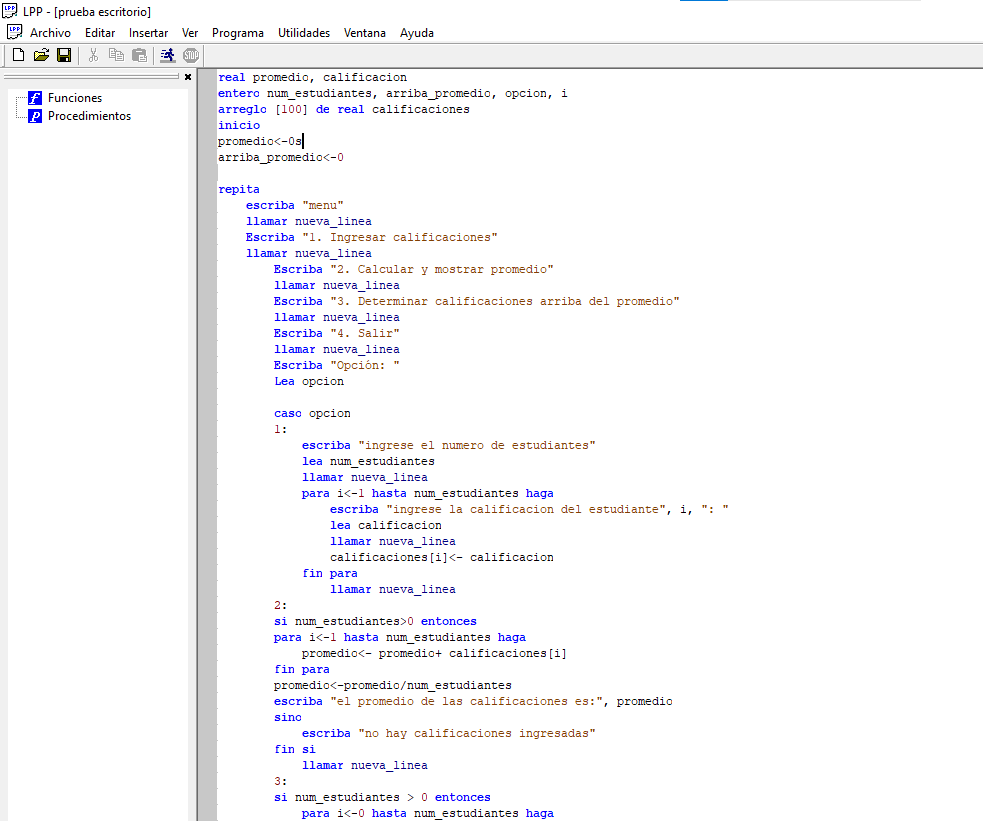 LPP - [prueba escritorio]
Archivo Editar Insertar Ver Programa Utilidades Ventana Ayuda
Funciones
Procedimientos
real promedio, calificacion
entero num_estudiantes, arriba_promedio, opcion, i
arreglo [100] de real calificaciones
inicio
promedio<-0s
arriba_promedio<-0
repita
escriba "menu"
llamar nueva_linea
Escriba "1. Ingresar calificaciones"
llamar nueva_linea
Escriba "2. Calcular y mostrar promedio"
llamar nueva_linea
Escriba "3. Determinar calificaciones arriba del promedio"
llamar nueva_linea
Escriba "4. Salir"
llamar nueva_linea
Escriba "Opción: "
Lea opcion
caso opcion
1:
escriba "ingrese el numero de estudiantes"
lea num_estudiantes
llamar nueva_linea
para i<-1 hasta num_estudiantes haga
escriba "ingrese la calificacion del estudiante", i, ": "
lea calificacion
llamar nueva_linea
calificaciones[i]<- calificacion
fin para
llamar nueva_linea
2:
si num_estudiantes>0 entonces
para i<-1 hasta num_estudiantes haga
promedio<- promedio+ calificaciones[i]
fin para
promedio<-promedio/num_estudiantes
escriba "el promedio de las calificaciones es:", promedio
sino
escriba "no hay calificaciones ingresadas"
fin si
llamar nueva_linea
3:
si num_estudiantes > 0 entonces
para i<-0 hasta num_estudiantes haga